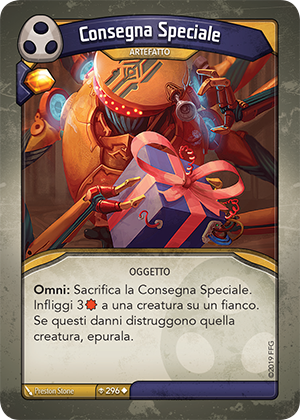 Consegna Speciale
ARTEFATTO
OGGETTO
Omni: Sacrifica la Consegna Speciale.
Infliggi 3 a una creatura su un fianco.
Se questi danni distruggono quella
creatura, epurala.
Preston Stone
296
©2019 FFG